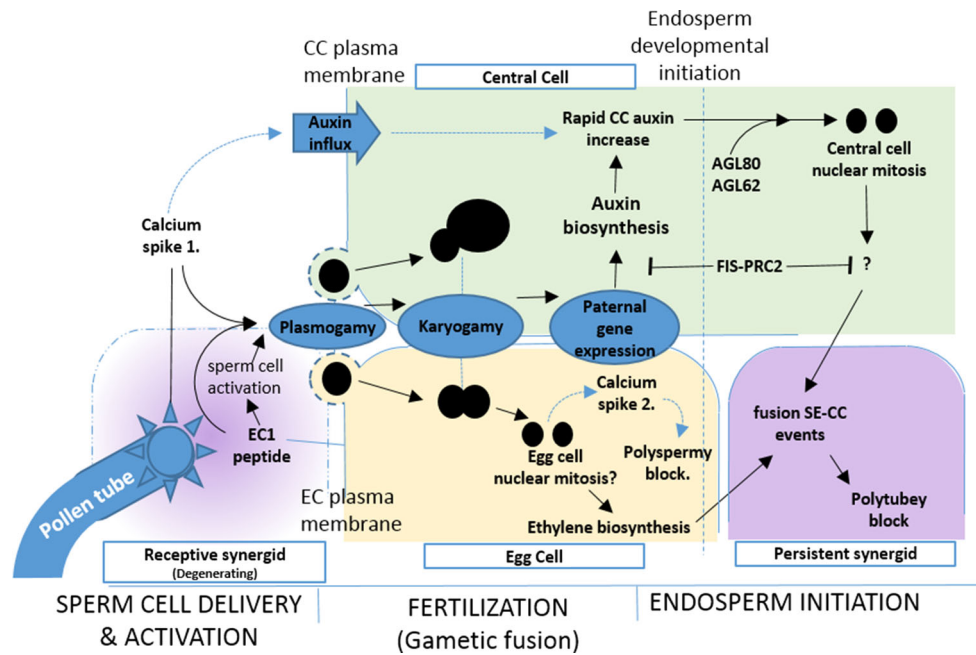 CC plasma
membrane
Central Cell
Endosperm
developmental
initiation
Auxin
influx
Rapid CC auxin
increase
AGL80
AGL62
Central cell
nuclear mitosis
Calcium
spike 1.
Auxin
biosynthesis
FIS-PRC2
?
Plasmogamy
Karyogamy
Paternal
gene
expression
sperm cell
activation
EC1
peptide
Pollen tube
Calcium
spike 2.
Egg cell
nuclear mitosis?
Polyspermy
block.
Ethylene biosynthesis
fusion SE-CC
events
Polytubey
block
EC plasma
membrane
Receptive synergid
(Degenerating)
Egg Cell
Persistent synergid
SPERM CELL DELIVERY
& ACTIVATION
FERTILIZATION
(Gametic fusion)
ENDOSPERM INITIATION